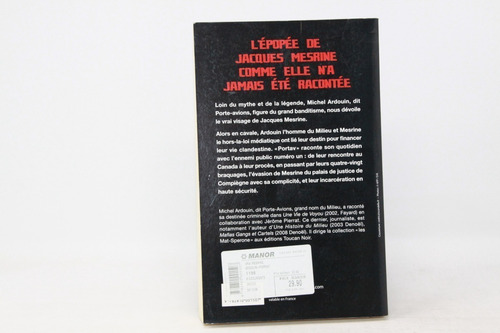 L'ÉPOPÉE DE
JACQUES MESRINE
COMME ELLE N'A
JAMAIS ÉTÉ RACONTÉE
Loin du mythe et de la légende, Michel Ardouin, dit
Porte-avions, figure du grand banditisme, nous dévoile
le vrai visage de Jacques Mesrine.
Alors en cavale, Ardouin l'homme du Milieu et Mesrine
le hors-la-loi médiatique ont lié leur destin pour financer
leur vie clandestine. «Portav» raconte son quotidien
avec l'ennemi public numéro un : de leur rencontre au
Canada à leur procès, en passant par leurs quatre-vingt
braquages, l'évasion de Mesrine du palais de justice de
Compiègne avec sa complicité, et leur incarcération en
haute sécurité.
Michel Ardouin, dit Porte-Avions, grand nom du Milieu, a raconté
sa destinée criminelle dans Une Vie de Voyou (2002, Fayard) en
collaboration avec Jérôme Pierrat. Ce dernier, journaliste, est
notamment l'auteur d'Une Histoire du Milieu (2003 Denoël),
Mafias Gangs et Cartels (2008 Denoël). Il dirige la collection « les
Mat-Sperone » aux éditions Toucan Noir.
MANOR
29.90
.com
valable en France